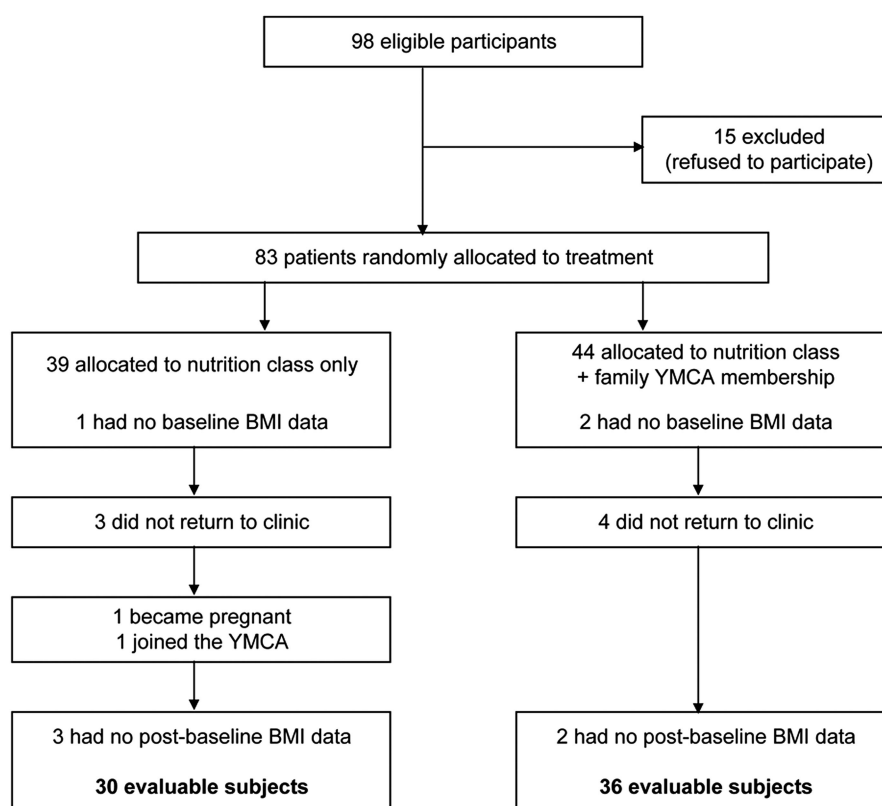 98 eligible participants
15 excluded
(refused to participate)
83 patients randomly allocated to treatment
39 allocated to nutrition class only
1 had no baseline BMI data
44 allocated to nutrition class
+ family YMCA membership
2 had no baseline BMI data
3 did not return to clinic
4 did not return to clinic
1 became pregnant
1 joined the YMCA
3 had no post-baseline BMI data
30 evaluable subjects
2 had no post-baseline BMI data
36 evaluable subjects